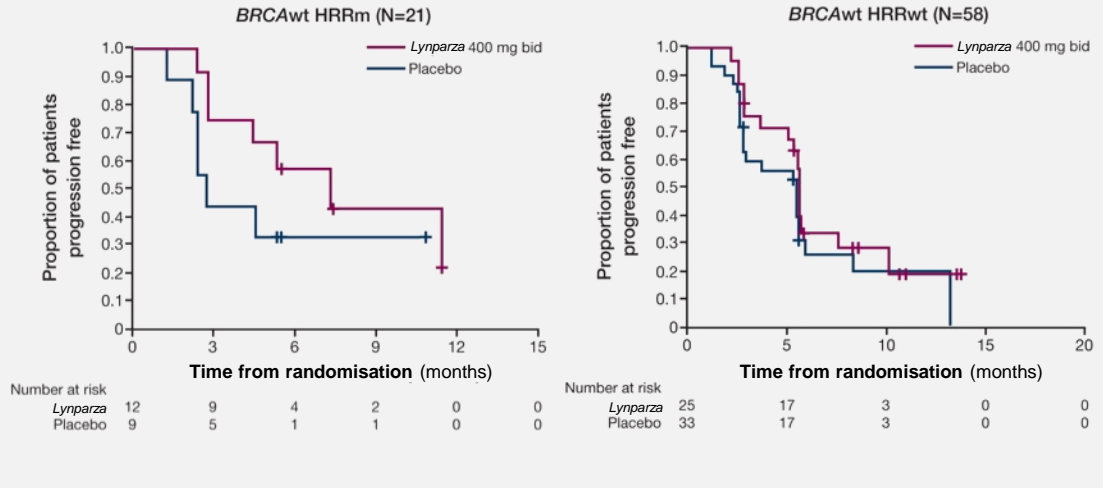 BRCAwt HRRm (N=21)
Lynparza 400 mg bid
Placebo
Proportion of patients
progression free
1.0
0.9
0.8
0.7
0.6
0.5
0.4
0.3
0.2
0.1
0
0 3 6 9 12 15
Time from randomisation (months)
Number at risk
Lynparza 12 9 4 2 0 0
Placebo 9 5 1 1 0 0
BRCAwt HRRwt (N=58)
Lynparza 400 mg bid
Placebo
Proportion of patients
progression free
1.0
0.9
0.8
0.7
0.6
0.5
0.4
0.3
0.2
0.1
0
0 5 10 15 20
Time from randomisation (months)
Number at risk
Lynparza 25 17 3 0 0
Placebo 33 17 3 0 0